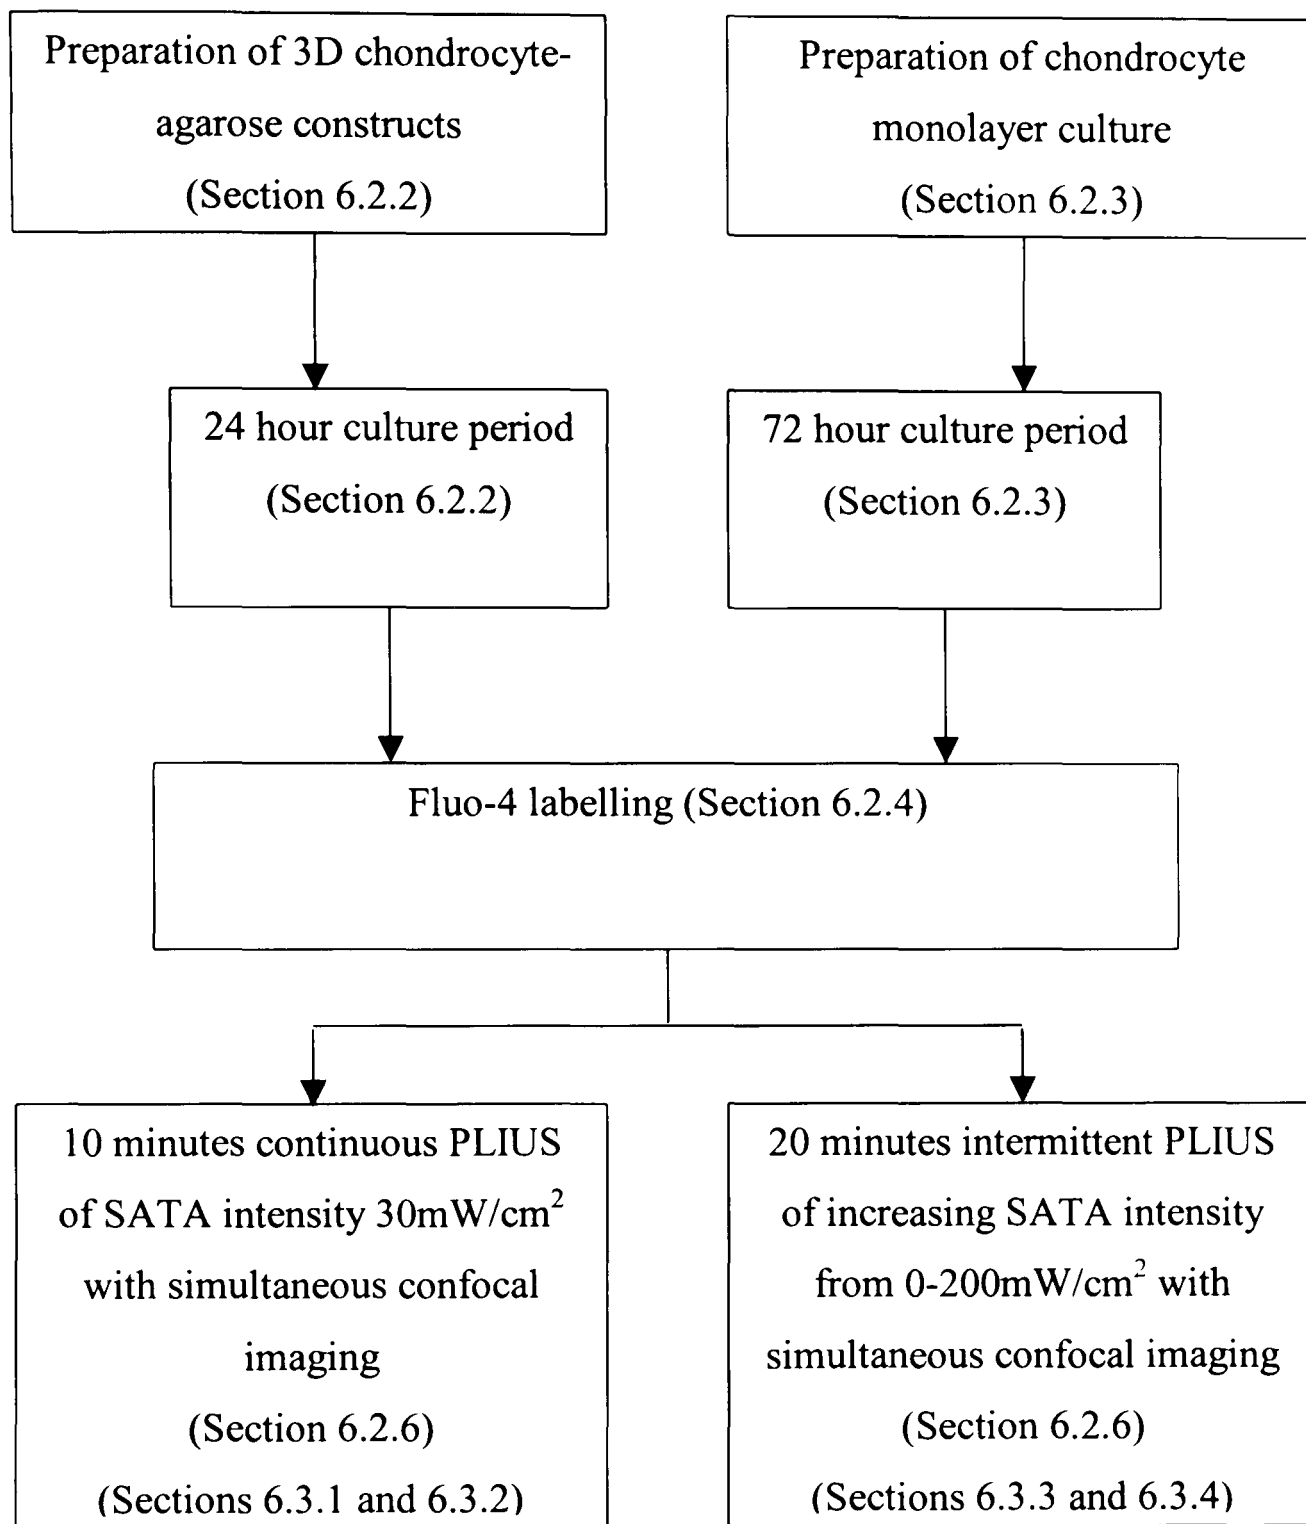 Preparation of 3D chondrocyte-
agarose constructs
(Section 6.2.2)
Preparation of chondrocyte
monolayer culture
(Section 6.2.3)
24 hour culture period
(Section 6.2.2)
72 hour culture period
(Section 6.2.3)
Fluo-4 labelling (Section 6.2.4)
10 minutes continuous PLIUS
of SATA intensity 30mW/cm²
with simultaneous confocal
imaging
(Section 6.2.6)
(Sections 6.3.1 and 6.3.2)
20 minutes intermittent PLIUS
of increasing SATA intensity
from 0-200mW/cm² with
simultaneous confocal imaging
(Section 6.2.6)
(Sections 6.3.3 and 6.3.4)